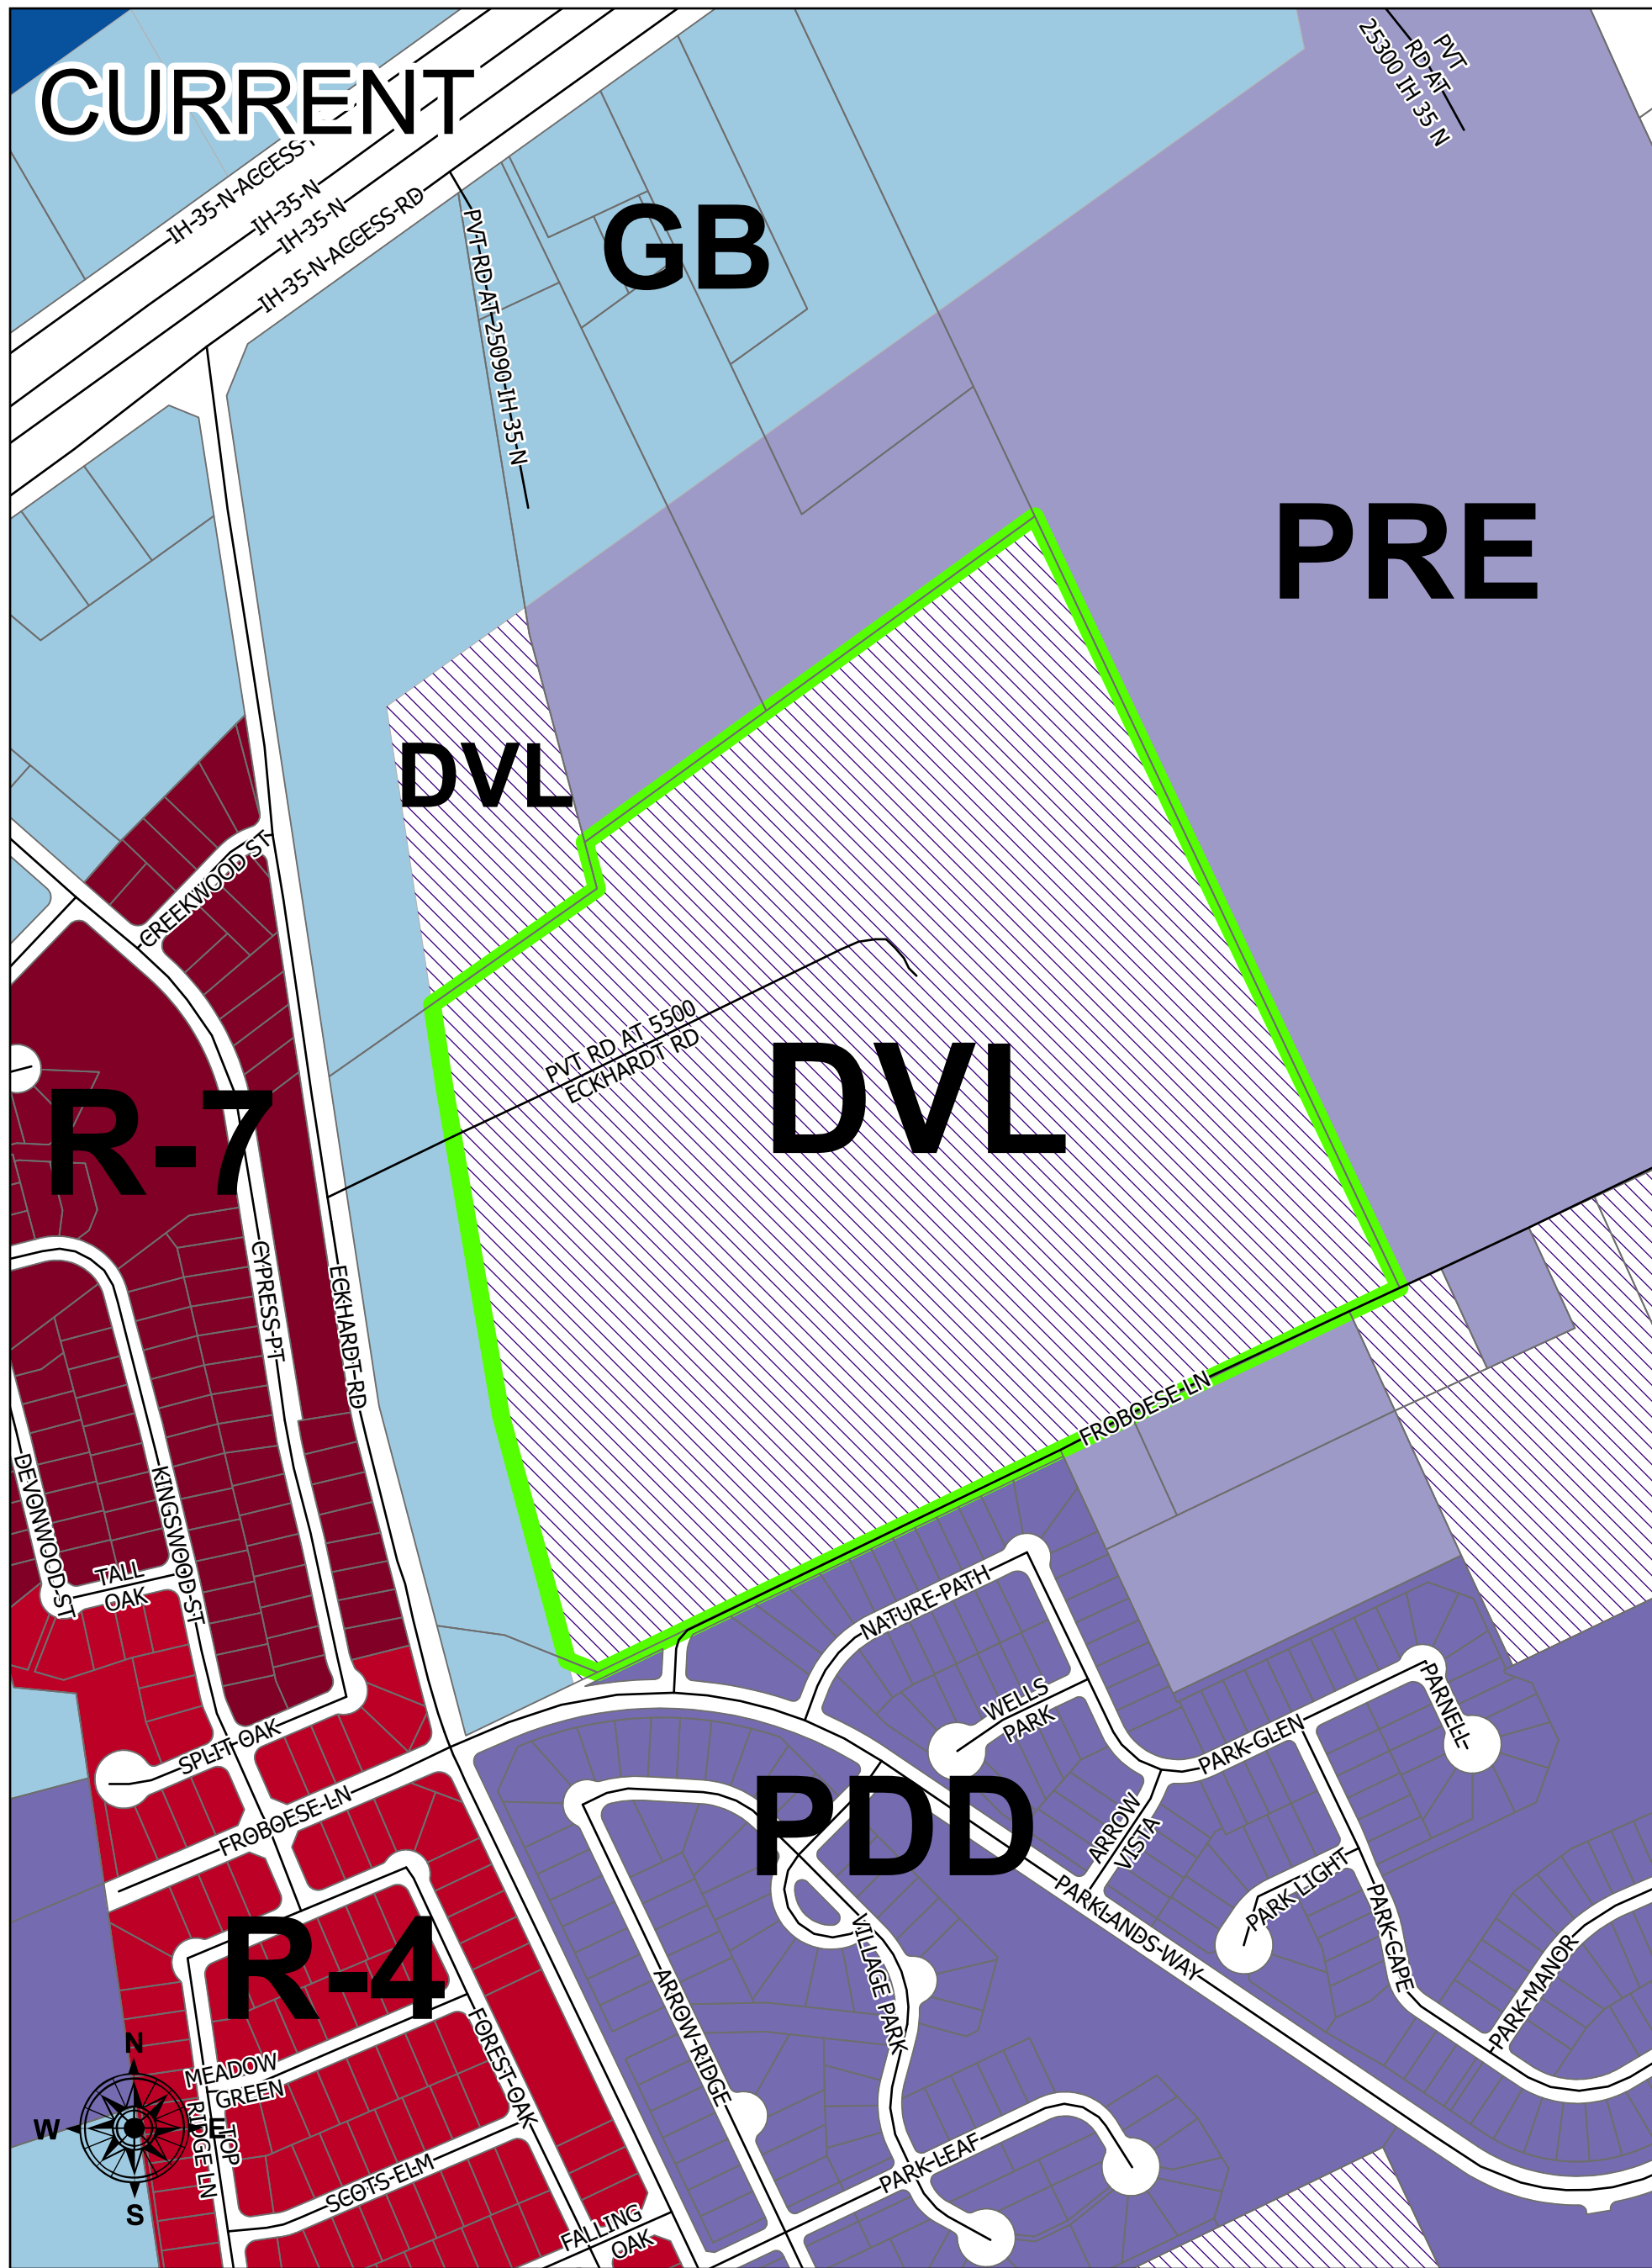 CURRENT
PVT
RD AT
25300 IH 35 N
IH-35-N-ACCESS-
IH-35-N
IH-35-N
IH-35-N-ACCESS-RD
GB
PVT-RD-AT-25090-IH-35-N
PRE
DVL
CREEKWOOD ST
PVT RD AT 5500
ECKHARDT RD
DVL
R-7
CYPRESS-PT
ECKHARDT-RD
FROBOESE-LN
DEVONWOOD-ST
KINGSWOOD-ST
TALL
OAK
NATURE-PATH
WELLS
PARK
PARNELL
SPLIT-OAK
PARK-GLEN
FROBOESE-LN
PDD
ARROW
VISTA
PARK LIGHT
PARKLANDS-WAY
PARK-CAPE
R-4
VILLAGE PARK
PARK-MANOR
ARROW-RIDGE
FOREST-OAK
N
W
E
S
MEADOW
GREEN
TOP
RIDGE LN
PARK-LEAF
SCOTS-ELM
FALLING
OAK